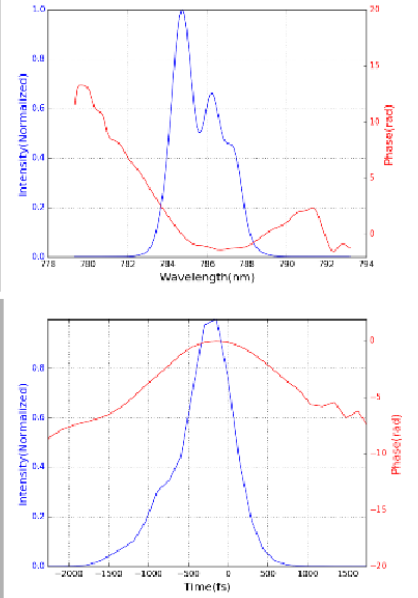 1.0
0.8
0.6
0.4
0.2
0.0
Intensity(Normalized)
20
15
10
5
0
Phase(rad)
778 780 782 784 786 788 790 792 794
Wavelength(nm)
0.8
0.6
0.4
0.2
0.0
Intensity(Normalized)
0
−5
−10
−15
−20
Phase(rad)
−2000 −1500 −1000 −500 0 500 1000 1500
Time(fs)